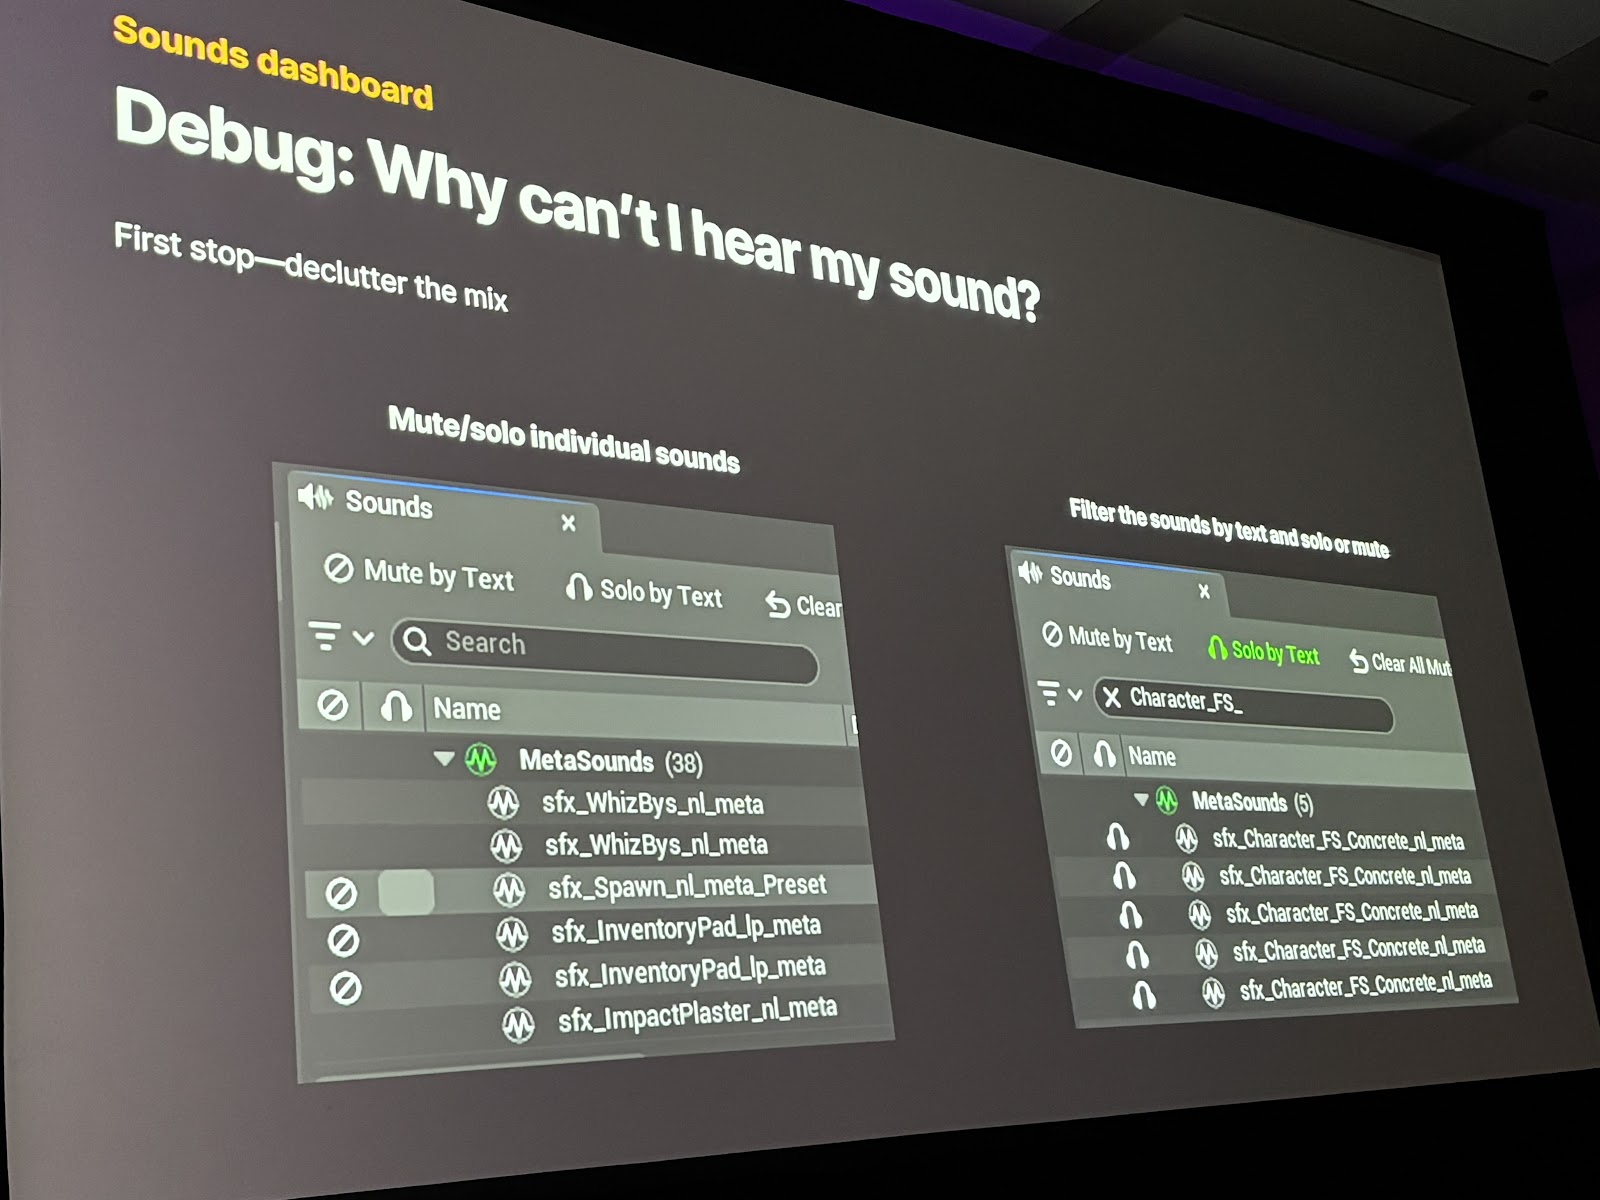 Sounds dashboard
Debug: Why can't I hear my sound?
First stop—declutter the mix
Mute/solo individual sounds
Sounds
Mute by Text Solo by Text Clear
Search
Name
MetaSounds (38)
sfx_WhizBys_nl_meta
sfx_WhizBys_nl_meta
sfx_Spawn_nl_meta_Preset
sfx_InventoryPad_lp_meta
sfx_InventoryPad_lp_meta
sfx_ImpactPlaster_nl_meta
Filter the sounds by text and solo or mute
Sounds
Mute by Text Solo by Text Clear All Mut
Character_FS_
Name
MetaSounds (5)
sfx_Character_FS_Concrete_nl_meta
sfx_Character_FS_Concrete_nl_meta
sfx_Character_FS_Concrete_nl_meta
sfx_Character_FS_Concrete_nl_meta
sfx_Character_FS_Concrete_nl_meta